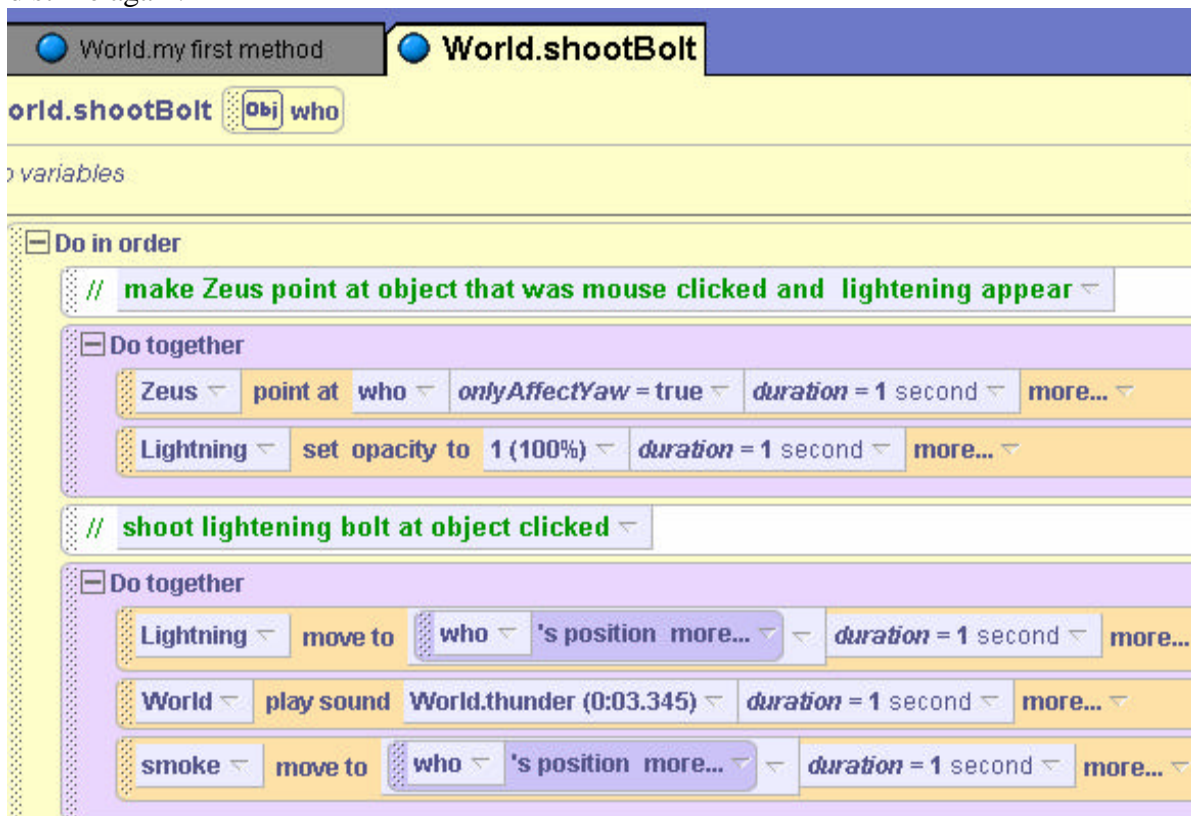 World.my first method World.shootBolt
orld.shootBolt Obj who
variables
Do in order
// make Zeus point at object that was mouse clicked and lightening appear
Do together
Zeus point at who onlyAffectYaw = true duration = 1 second more...
Lightning set opacity to 1 (100%) duration = 1 second more...
// shoot lightening bolt at object clicked
Do together
Lightning move to who 's position more... duration = 1 second more...
World play sound World.thunder (0:03.345) duration = 1 second more...
smoke move to who 's position more... duration = 1 second more...